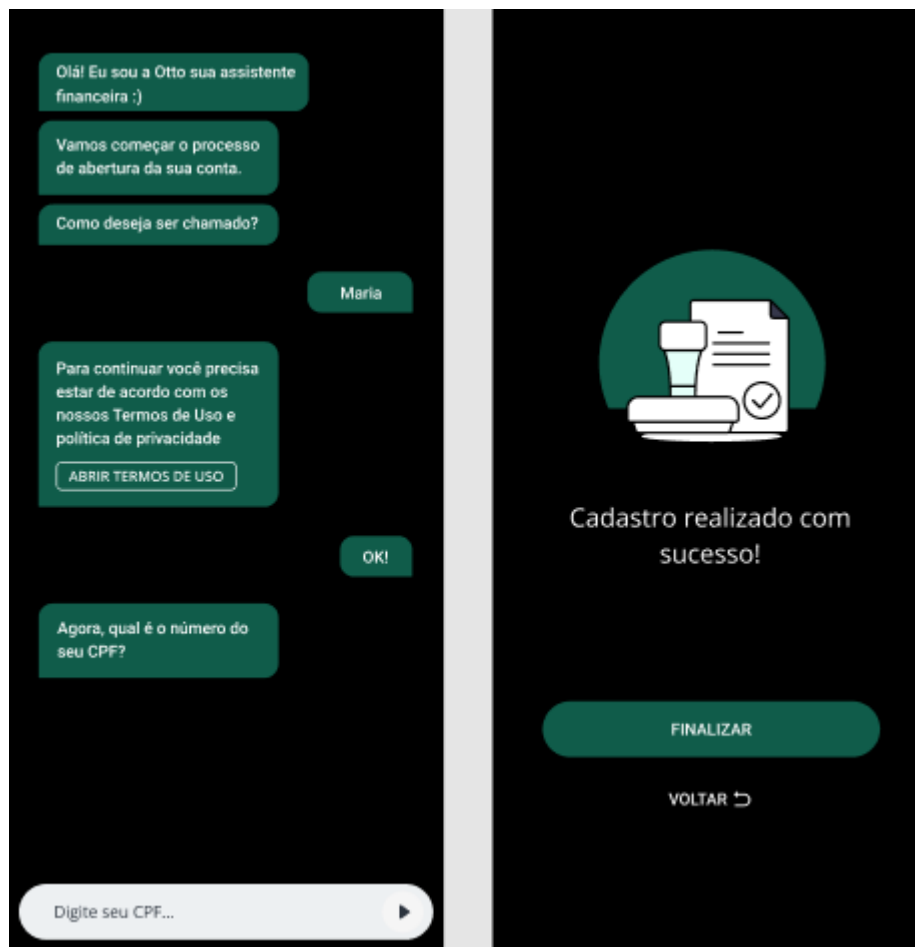 Olá! Eu sou a Otto sua assistente
financeira :)
Vamos começar o processo
de abertura da sua conta.
Como deseja ser chamado?
Maria
Para continuar você precisa
estar de acordo com os
nossos Termos de Uso e
política de privacidade
ABRIR TERMOS DE USO
OK!
Agora, qual é o número do
seu CPF?
Digite seu CPF...
Cadastro realizado com
sucesso!
FINALIZAR
VOLTAR